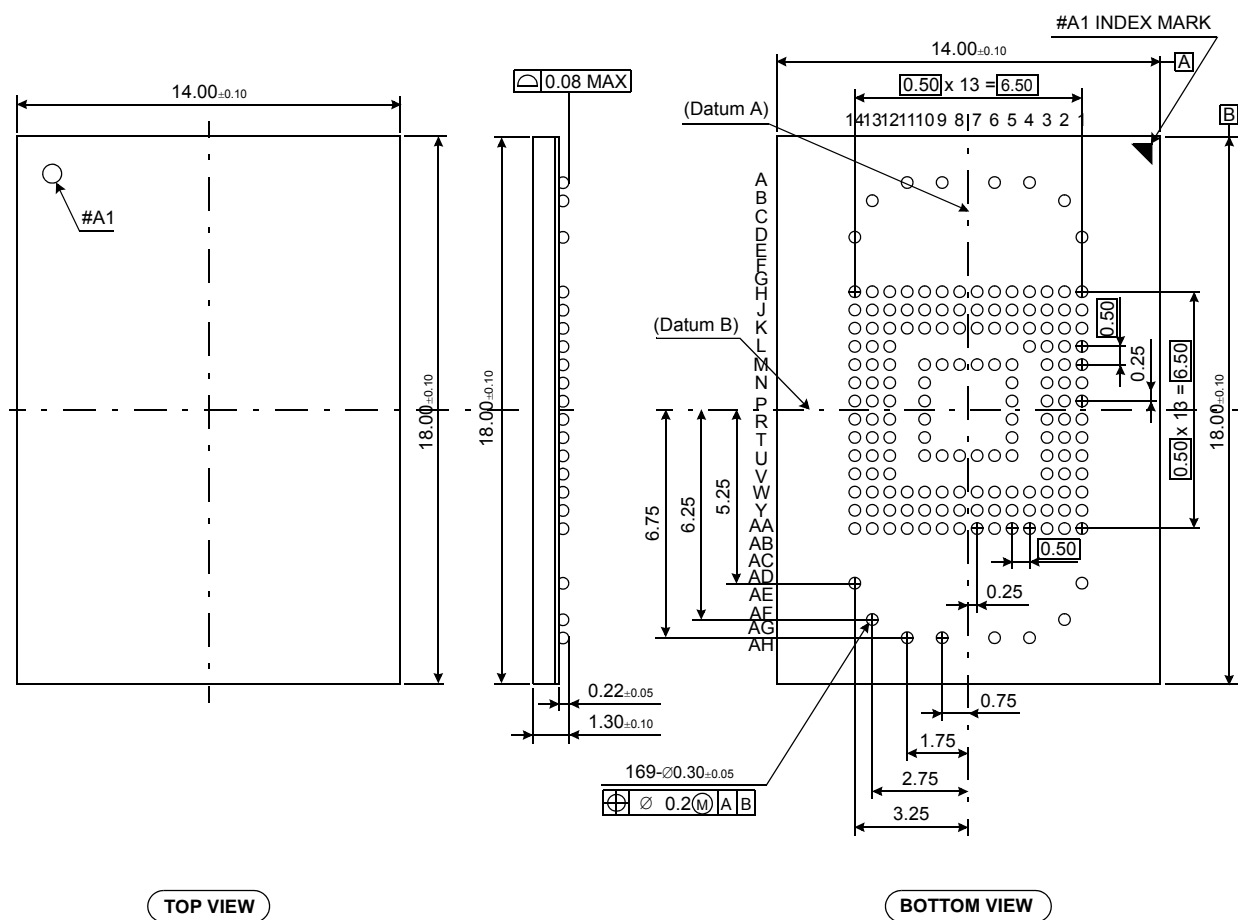 #A1 INDEX MARK
14.00±0.10
A
0.08 MAX
0.50 x 13 = 6.50
14.00±0.10
(Datum A)
14 13 12 11 10 9 8 7 6 5 4 3 2 1
B
#A1
A
B
C
D
E
F
G
H
J
K
L
M
N
P
R
T
U
V
W
Y
AA
AB
AC
AD
AE
AF
AG
AH
(Datum B)
0.50
0.25
0.50 x 13 = 6.50
18.00±0.10
18.00±0.10
18.00±0.10
5.25
6.25
6.75
0.50
0.25
0.22±0.05
1.30±0.10
0.75
1.75
169-∅0.30±0.05
2.75
⌖ ∅ 0.2 Ⓜ A B
3.25
TOP VIEW
BOTTOM VIEW